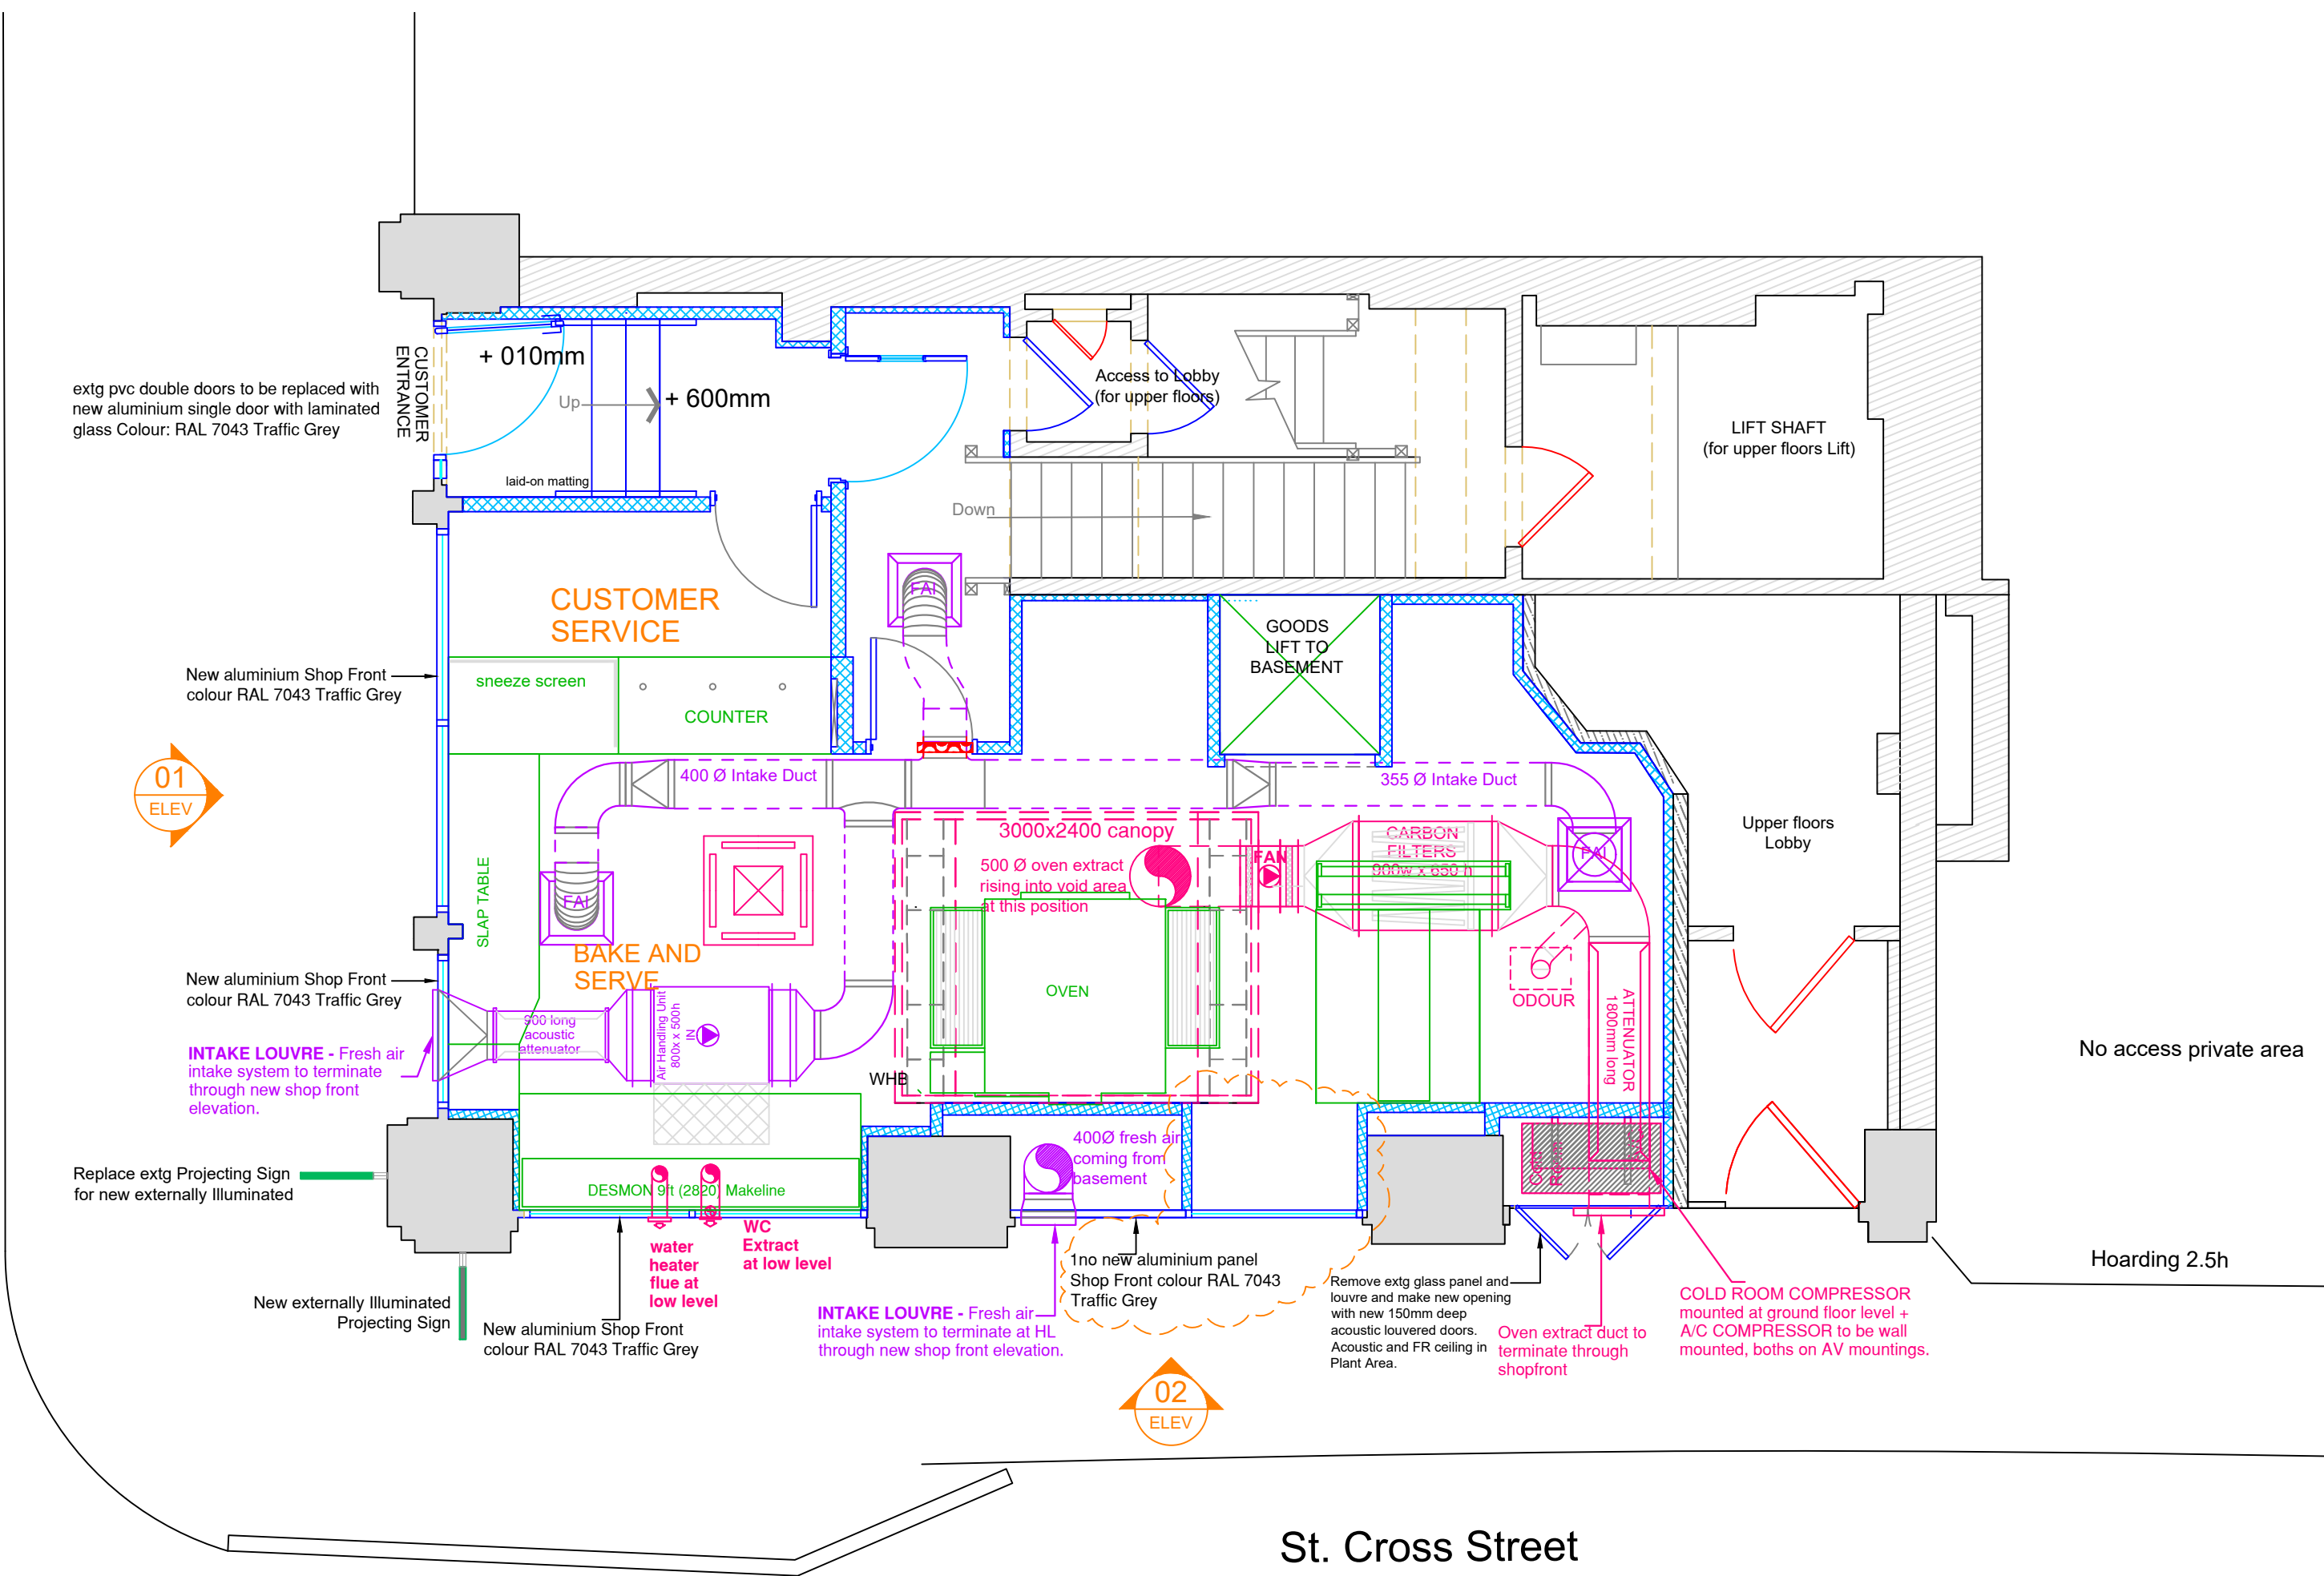 CUSTOMER
ENTRANCE
+ 010mm
Up
+ 600mm
laid-on matting
extg pvc double doors to be replaced with
new aluminium single door with laminated
glass Colour: RAL 7043 Traffic Grey
Access to Lobby
(for upper floors)
LIFT SHAFT
(for upper floors Lift)
Down
CUSTOMER
SERVICE
FAI
GOODS
LIFT TO
BASEMENT
New aluminium Shop Front
colour RAL 7043 Traffic Grey
sneeze screen
COUNTER
01
ELEV
400 Ø Intake Duct
355 Ø Intake Duct
Upper floors
Lobby
3000x2400 canopy
500 Ø oven extract
rising into void area
at this position
FAN
CARBON
FILTERS
900w x 650 h
FAI
SLAP TABLE
FAI
BAKE AND
SERVE
OVEN
ODOUR
ATTENUATOR
1800mm long
New aluminium Shop Front
colour RAL 7043 Traffic Grey
900 long
acoustic
attenuator
Air Handling Unit
800x x 500h
IN
INTAKE LOUVRE - Fresh air
intake system to terminate
through new shop front
elevation.
WHB
No access private area
400Ø fresh air
coming from
basement
Cold
Room
Replace extg Projecting Sign
for new externally Illuminated
DESMON 9ft (2820) Makeline
water
heater
flue at
low level
WC
Extract
at low level
1no new aluminium panel
Shop Front colour RAL 7043
Traffic Grey
Hoarding 2.5h
New externally Illuminated
Projecting Sign
New aluminium Shop Front
colour RAL 7043 Traffic Grey
INTAKE LOUVRE - Fresh air
intake system to terminate at HL
through new shop front elevation.
Remove extg glass panel and
louvre and make new opening
with new 150mm deep
acoustic louvered doors.
Acoustic and FR ceiling in
Plant Area.
Oven extract duct to
terminate through
shopfront
COLD ROOM COMPRESSOR
mounted at ground floor level +
A/C COMPRESSOR to be wall
mounted, boths on AV mountings.
02
ELEV
St. Cross Street